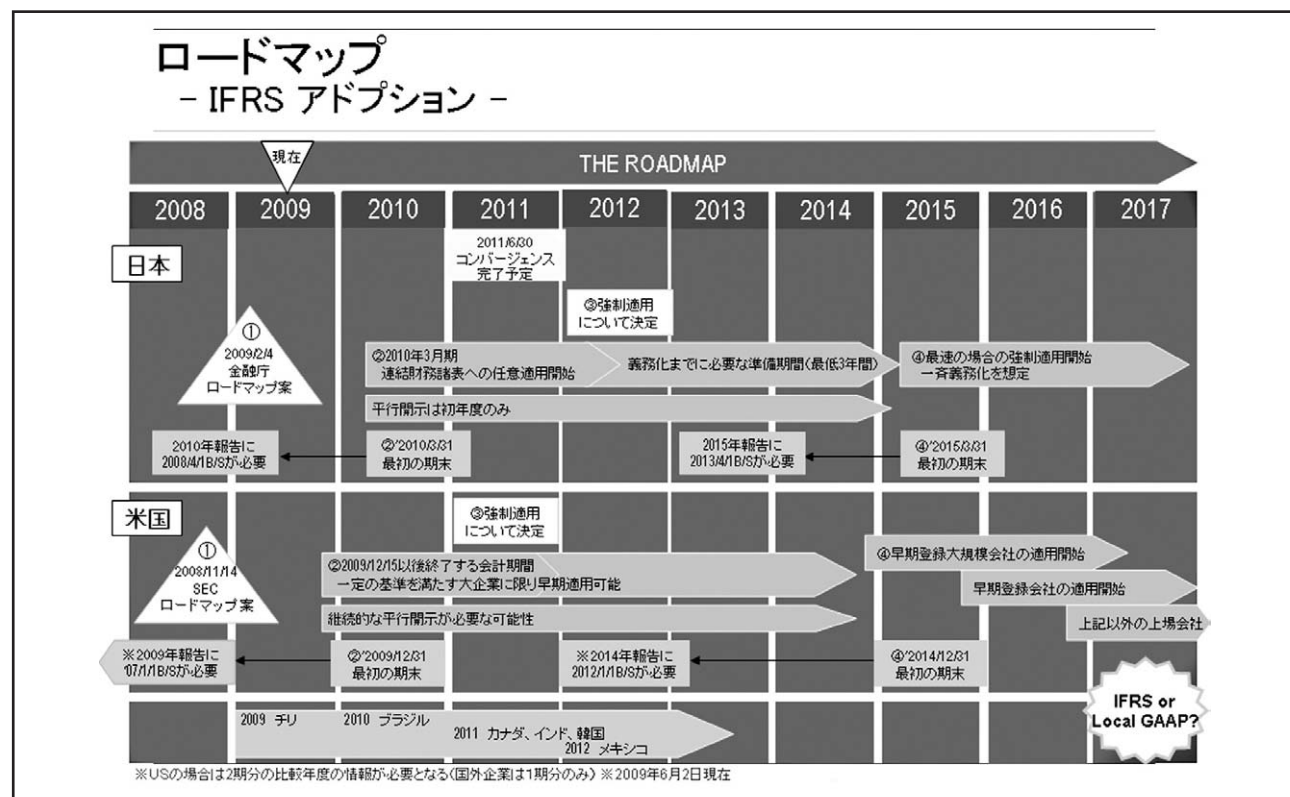 ロードマップ
– IFRS アドプション –
現在
THE ROADMAP
2008
2009
2010
2011
2012
2013
2014
2015
2016
2017
日本
2011/6/30
コンバージェンス
完了予定
③強制適用
について決定
①
2009/2/4
金融庁
ロードマップ案
②2010年3月期
連結財務諸表への任意適用開始
義務化までに必要な準備期間(最低3年間)
④最速の場合の強制適用開始
一斉義務化を想定
平行開示は初年度のみ
2010年報告に
2008/4/1B/Sが必要
②'2010/3/31
最初の期末
2015年報告に
2013/4/1B/Sが必要
④'2015/3/31
最初の期末
米国
③強制適用
について決定
①
2008/11/14
SEC
ロードマップ案
②2009/12/15以後終了する会計期間
一定の基準を満たす大企業に限り早期適用可能
④早期登録大規模会社の適用開始
早期登録会社の適用開始
継続的な平行開示が必要な可能性
上記以外の上場会社
※2009年報告に
'07/1/1B/Sが必要
②'2009/12/31
最初の期末
※2014年報告に
2012/1/1B/Sが必要
④'2014/12/31
最初の期末
IFRS or
Local GAAP?
2009 チリ
2010 ブラジル
2011 カナダ、インド、韓国
2012 メキシコ
※USの場合は2期分の比較年度の情報が必要となる(国外企業は1期分のみ) ※2009年6月2日現在